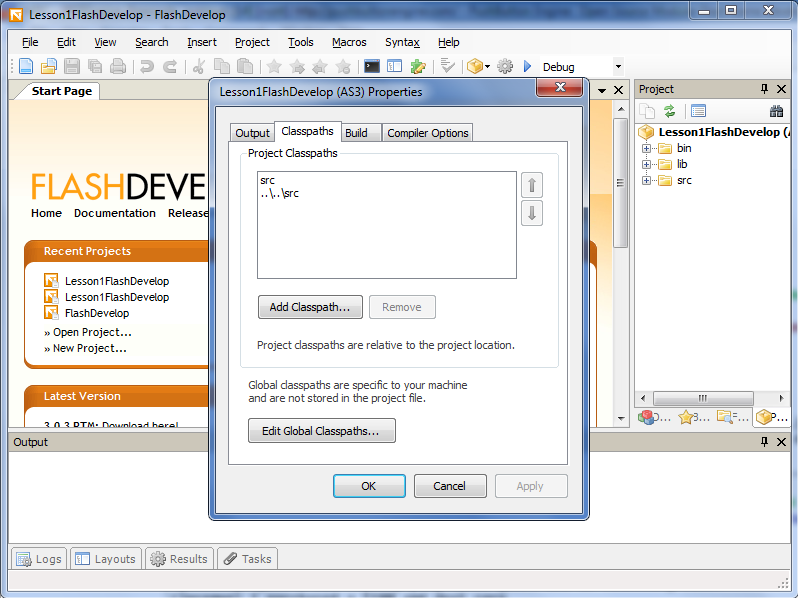 Lesson1FlashDevelop - FlashDevelop
File Edit View Search Insert Project Tools Macros Syntax Help
Debug
Start Page
FLASHDEVE
Home Documentation Release
Recent Projects
Lesson1FlashDevelop
Lesson1FlashDevelop
FlashDevelop
» Open Project...
» New Project...
Latest Version
3.0.3 RTM: Download here!
Lesson1FlashDevelop (AS3) Properties
Output Classpaths Build Compiler Options
Project Classpaths
src
..\..\src
Add Classpath... Remove
Project classpaths are relative to the project location.
Global classpaths are specific to your machine
and are not stored in the project file.
Edit Global Classpaths...
OK Cancel Apply
Project
Lesson1FlashDevelop (A
bin
lib
src
D... B... F... P...
Output
Logs Layouts Results Tasks